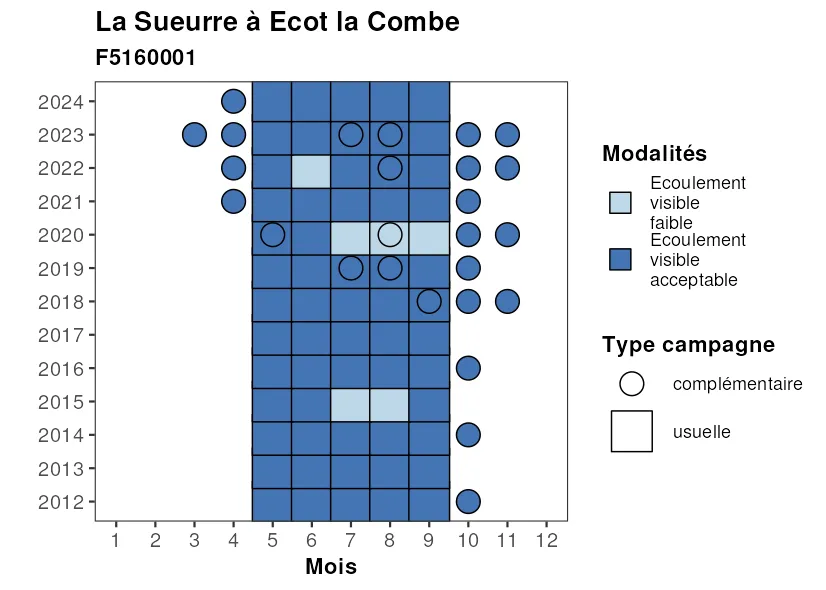 La Sueurre à Ecot la Combe
F5160001
2024
2023
2022
2021
2020
2019
2018
2017
2016
2015
2014
2013
2012
1 2 3 4 5 6 7 8 9 10 11 12
Mois
Modalités
Ecoulement
visible
faible
Ecoulement
visible
acceptable
Type campagne
complémentaire
usuelle